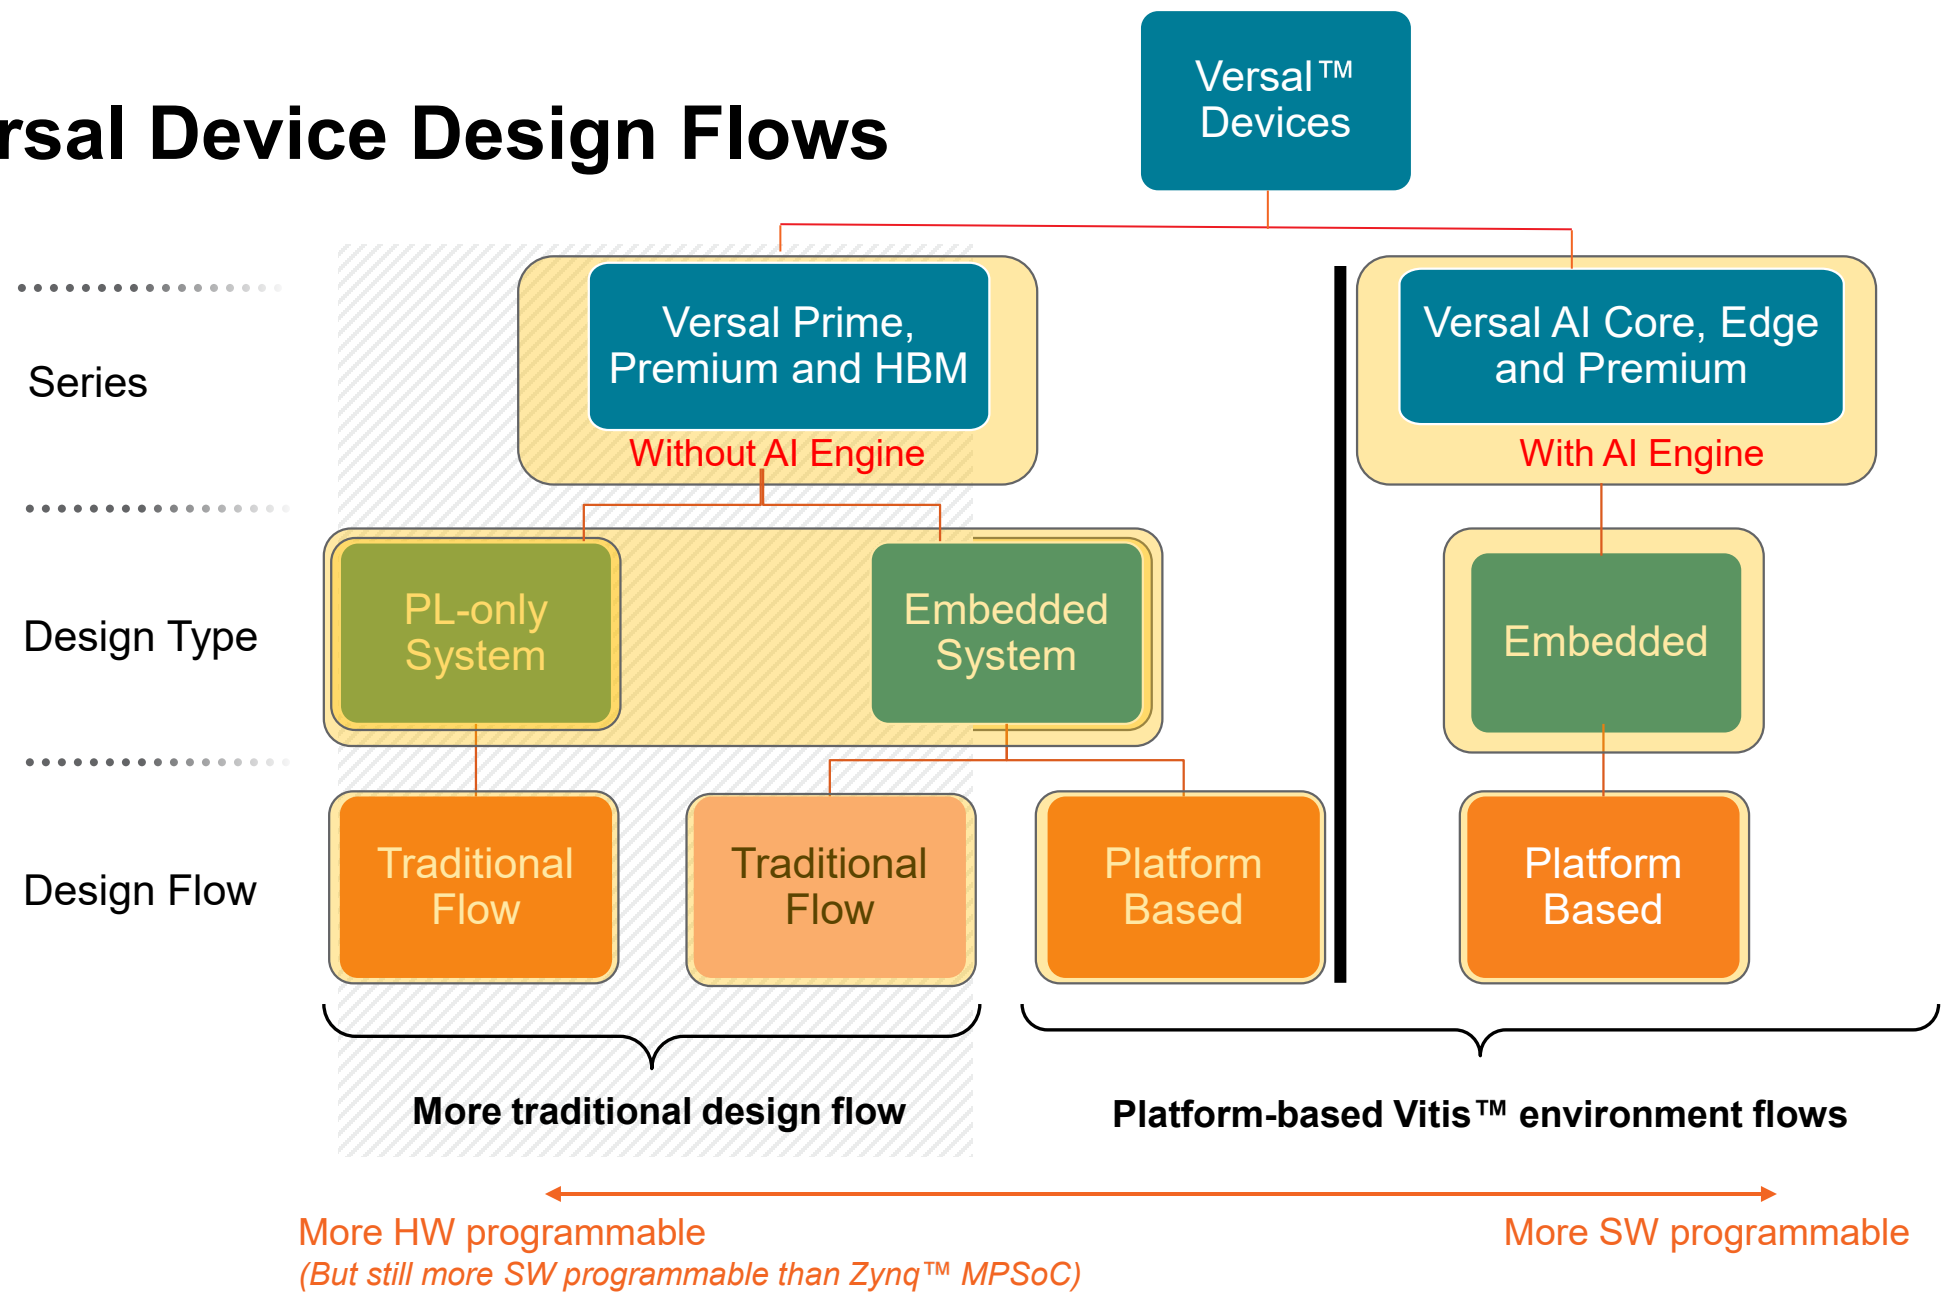 Versal™
Devices
rsal Device Design Flows
Series
Versal Prime,
Premium and HBM
Without AI Engine
Versal AI Core, Edge
and Premium
With AI Engine
Design Type
PL-only
System
Embedded
System
Embedded
Design Flow
Traditional
Flow
Traditional
Flow
Platform
Based
Platform
Based
More traditional design flow
Platform-based Vitis™ environment flows
More HW programmable
(But still more SW programmable than Zynq™ MPSoC)
More SW programmable